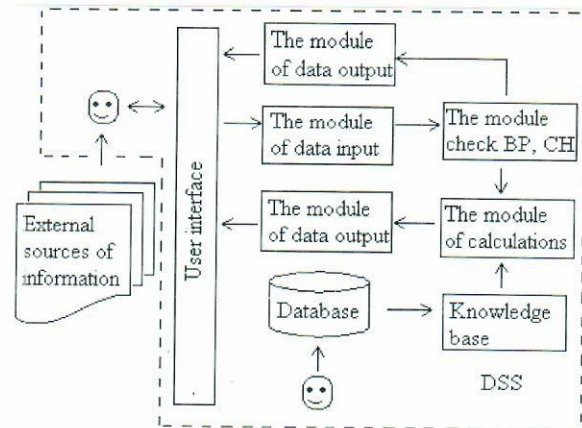 The module
of data output
The module
of data input
The module
check BP, CH
External
sources of
information
User interface
The module
of data output
The module
of calculations
Database
Knowledge
base
DSS